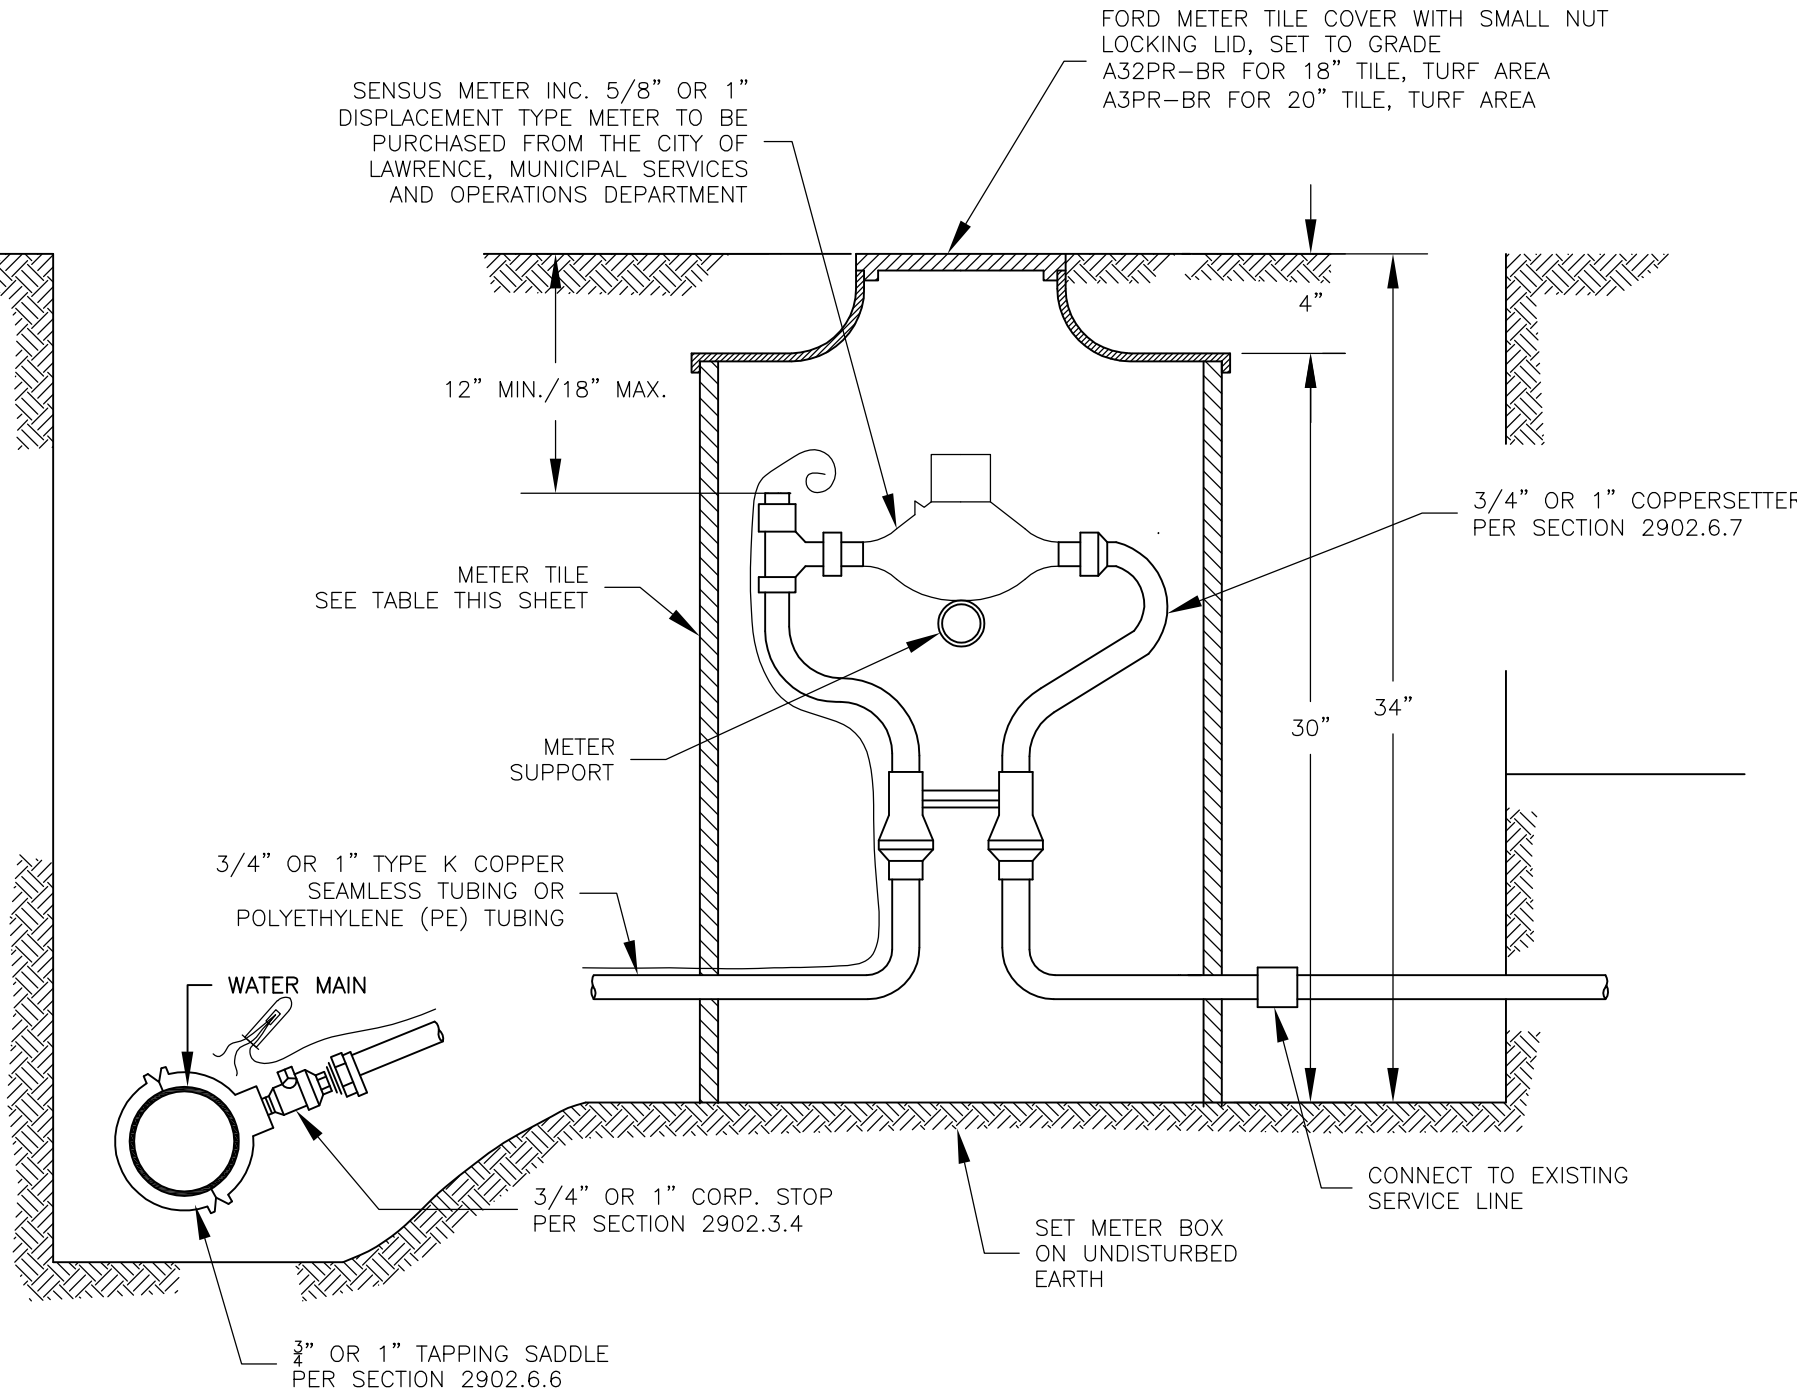 FORD METER TILE COVER WITH SMALL NUT
LOCKING LID, SET TO GRADE
A32PR-BR FOR 18" TILE, TURF AREA
A3PR-BR FOR 20" TILE, TURF AREA
SENSUS METER INC. 5/8" OR 1"
DISPLACEMENT TYPE METER TO BE
PURCHASED FROM THE CITY OF
LAWRENCE, MUNICIPAL SERVICES
AND OPERATIONS DEPARTMENT
4"
12" MIN./18" MAX.
3/4" OR 1" COPPERSETTER
PER SECTION 2902.6.7
METER TILE
SEE TABLE THIS SHEET
34"
30"
METER
SUPPORT
3/4" OR 1" TYPE K COPPER
SEAMLESS TUBING OR
POLYETHYLENE (PE) TUBING
WATER MAIN
CONNECT TO EXISTING
SERVICE LINE
3/4" OR 1" CORP. STOP
PER SECTION 2902.3.4
SET METER BOX
ON UNDISTURBED
EARTH
3/4" OR 1" TAPPING SADDLE
PER SECTION 2902.6.6